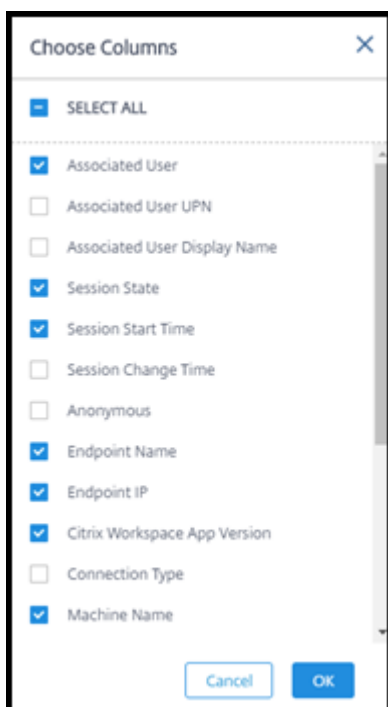 Choose Columns
SELECT ALL
Associated User
Associated User UPN
Associated User Display Name
Session State
Session Start Time
Session Change Time
Anonymous
Endpoint Name
Endpoint IP
Citrix Workspace App Version
Connection Type
Machine Name
Cancel OK